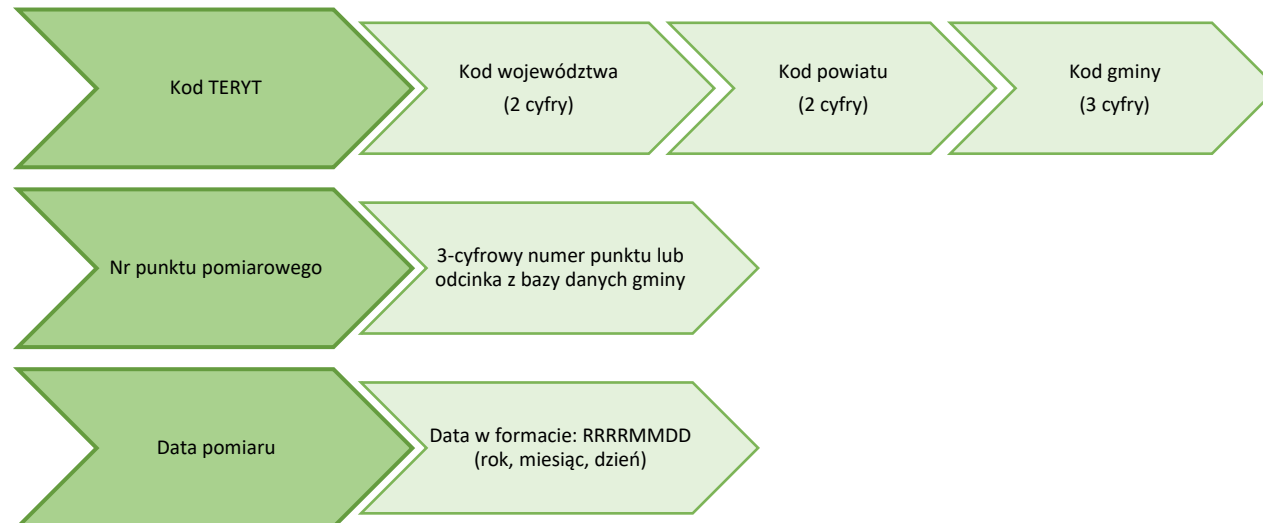 Kod TERYT
Kod województwa
(2 cyfry)
Kod powiatu
(2 cyfry)
Kod gminy
(3 cyfry)
Nr punktu pomiarowego
3-cyfrowy numer punktu lub
odcinka z bazy danych gminy
Data pomiaru
Data w formacie: RRRRMMDD
(rok, miesiąc, dzień)